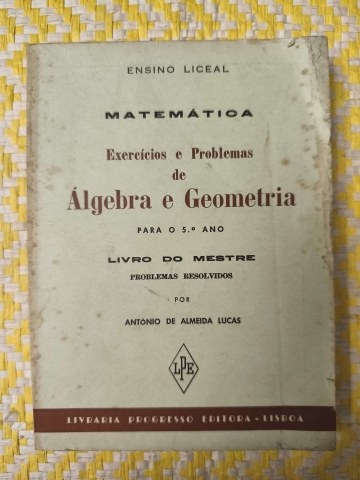 ENSINO LICEAL
MATEMÁTICA
Exercícios e Problemas
de
Álgebra e Geometria
PARA O 5.º ANO
LIVRO DO MESTRE
PROBLEMAS RESOLVIDOS
POR
ANTÓNIO DE ALMEIDA LUCAS
LPE
LIVRARIA PROGRESSO EDITORA - LISBOA